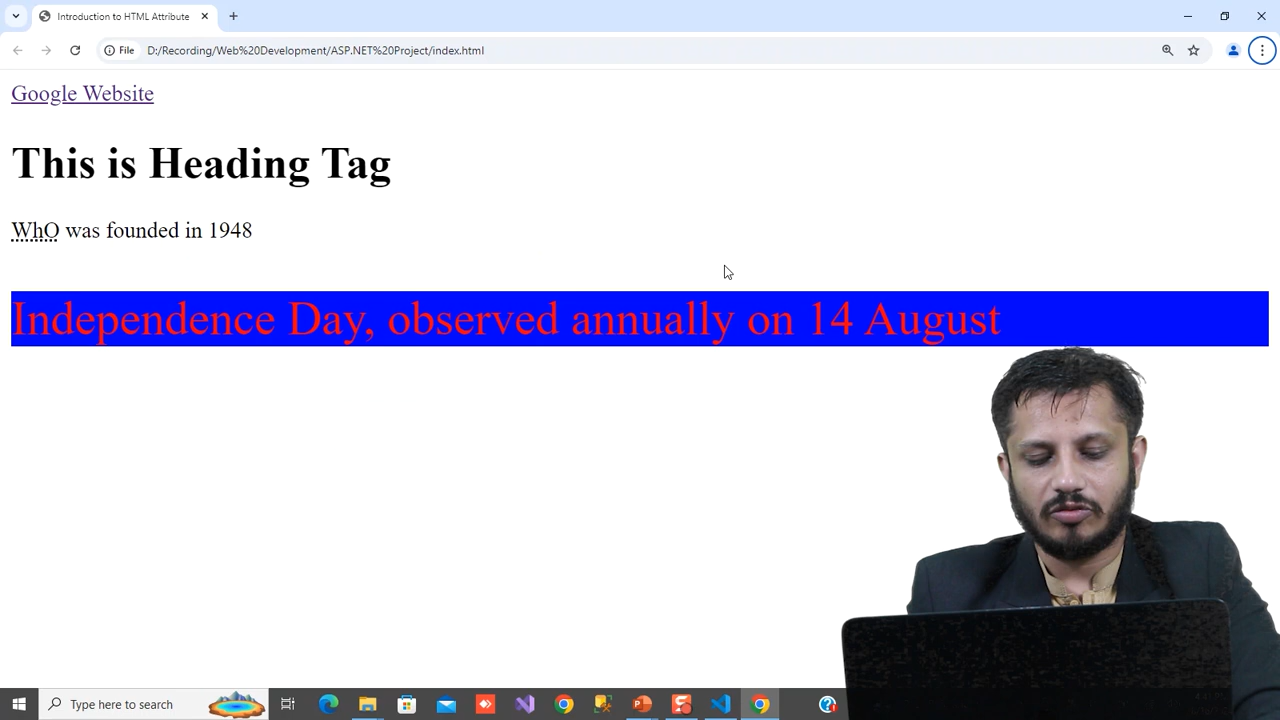 Introduction to HTML Attribute
File D:/Recording/Web%20Development/ASP.NET%20Project/index.html
Google Website
This is Heading Tag
WhO was founded in 1948
Independence Day, observed annually on 14 August
Type here to search